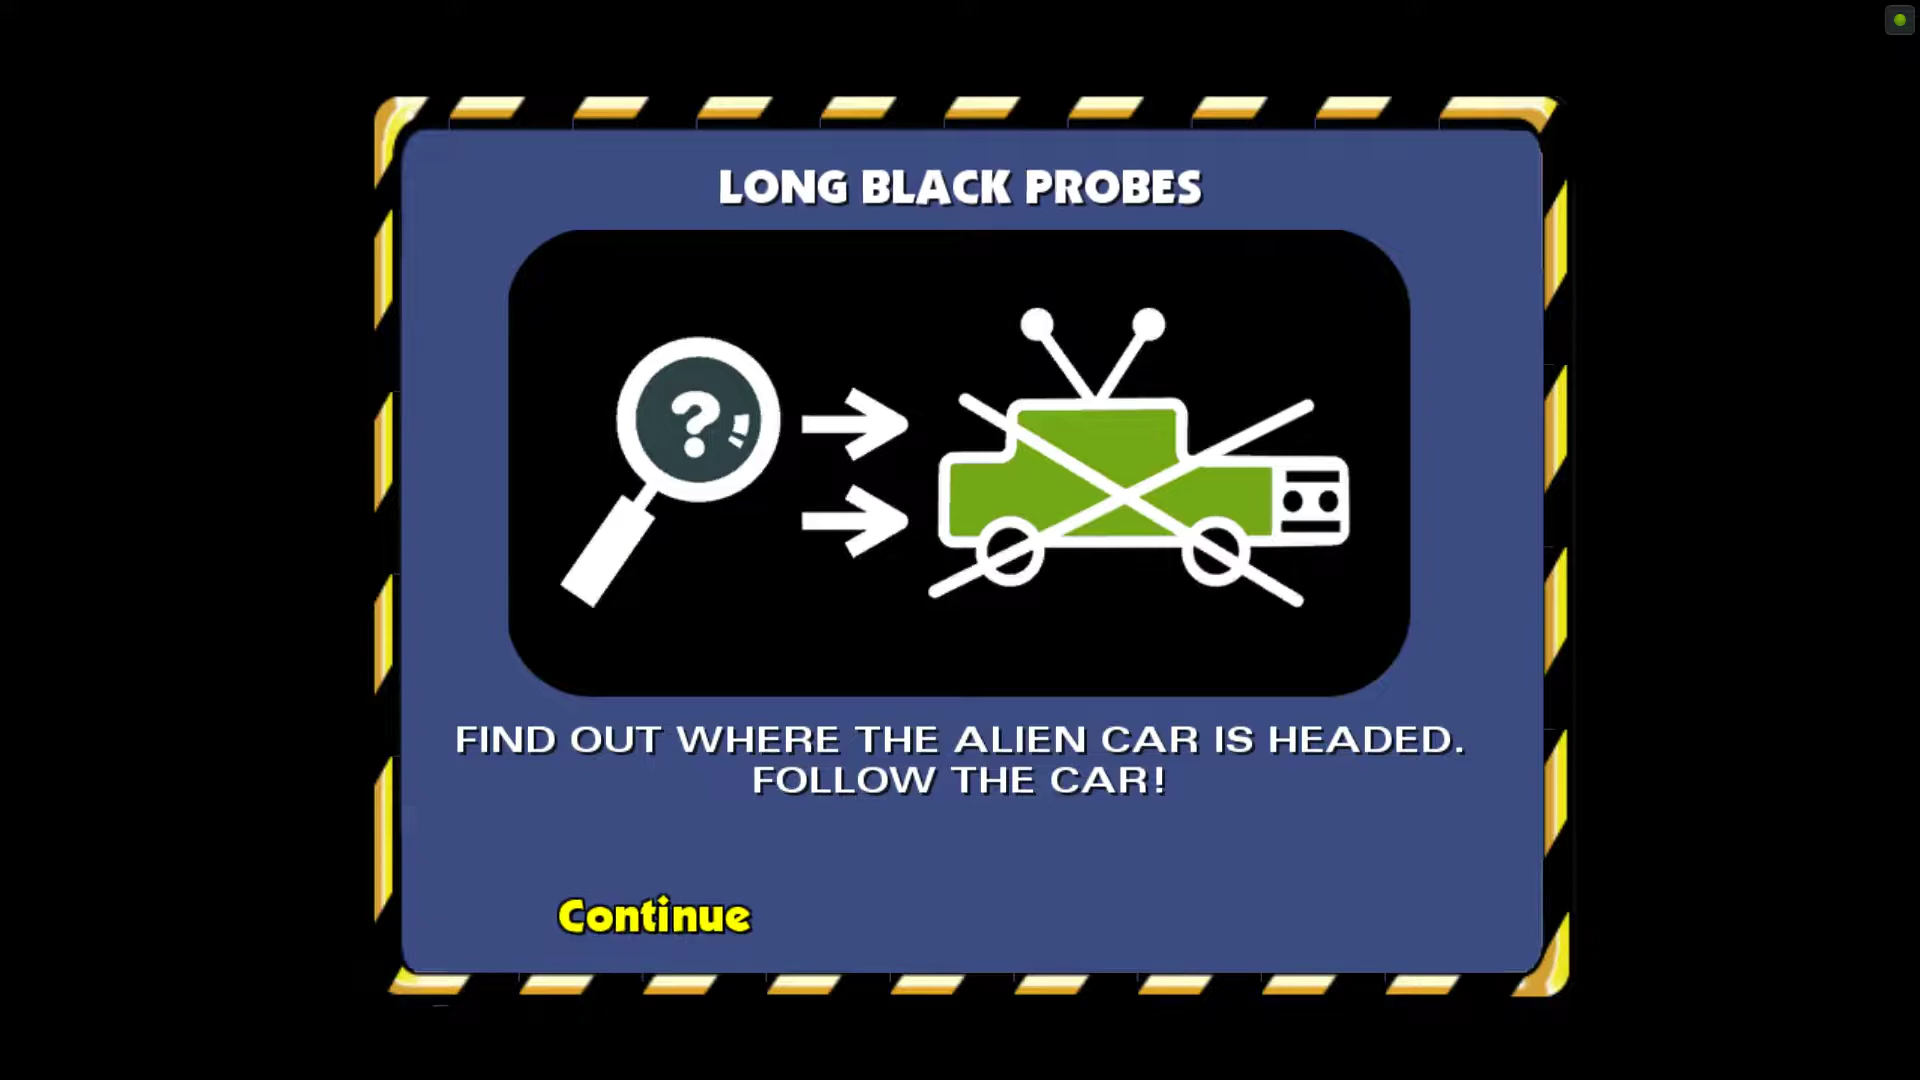 LONG BLACK PROBES
?
FIND OUT WHERE THE ALIEN CAR IS HEADED.
FOLLOW THE CAR!
Continue